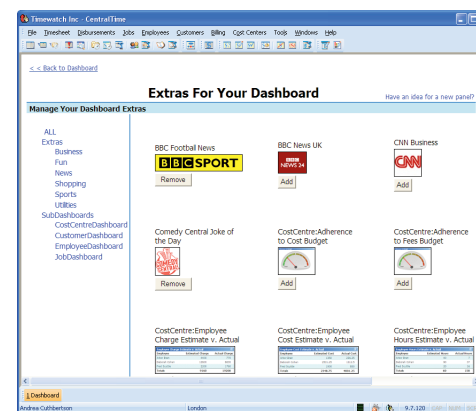 Timewatch Inc - CentralTime
File Timesheet Disbursements Jobs Employees Customers Billing Cost Centers Tools Windows Help
< < Back to Dashboard
Extras For Your Dashboard
Have an idea for a new panel?
Manage Your Dashboard Extras
ALL
Extras
Business
Fun
News
Shopping
Sports
Utilities
SubDashboards
CostCentreDashboard
CustomerDashboard
EmployeeDashboard
JobDashboard
BBC Football News
BBC SPORT
Remove
BBC News UK
BBC
NEWS 24
Add
CNN Business
CNN
Add
Comedy Central Joke of
the Day
COMEDY
CENTRAL
Remove
CostCentre:Adherence
to Cost Budget
Add
CostCentre:Adherence
to Fees Budget
Add
CostCentre:Employee
Charge Estimate v. Actual
CostCentre:Employee
Cost Estimate v. Actual
CostCentre:Employee
Hours Estimate v. Actual
Dashboard
Andrea Cuthbertson
London
9.7.120